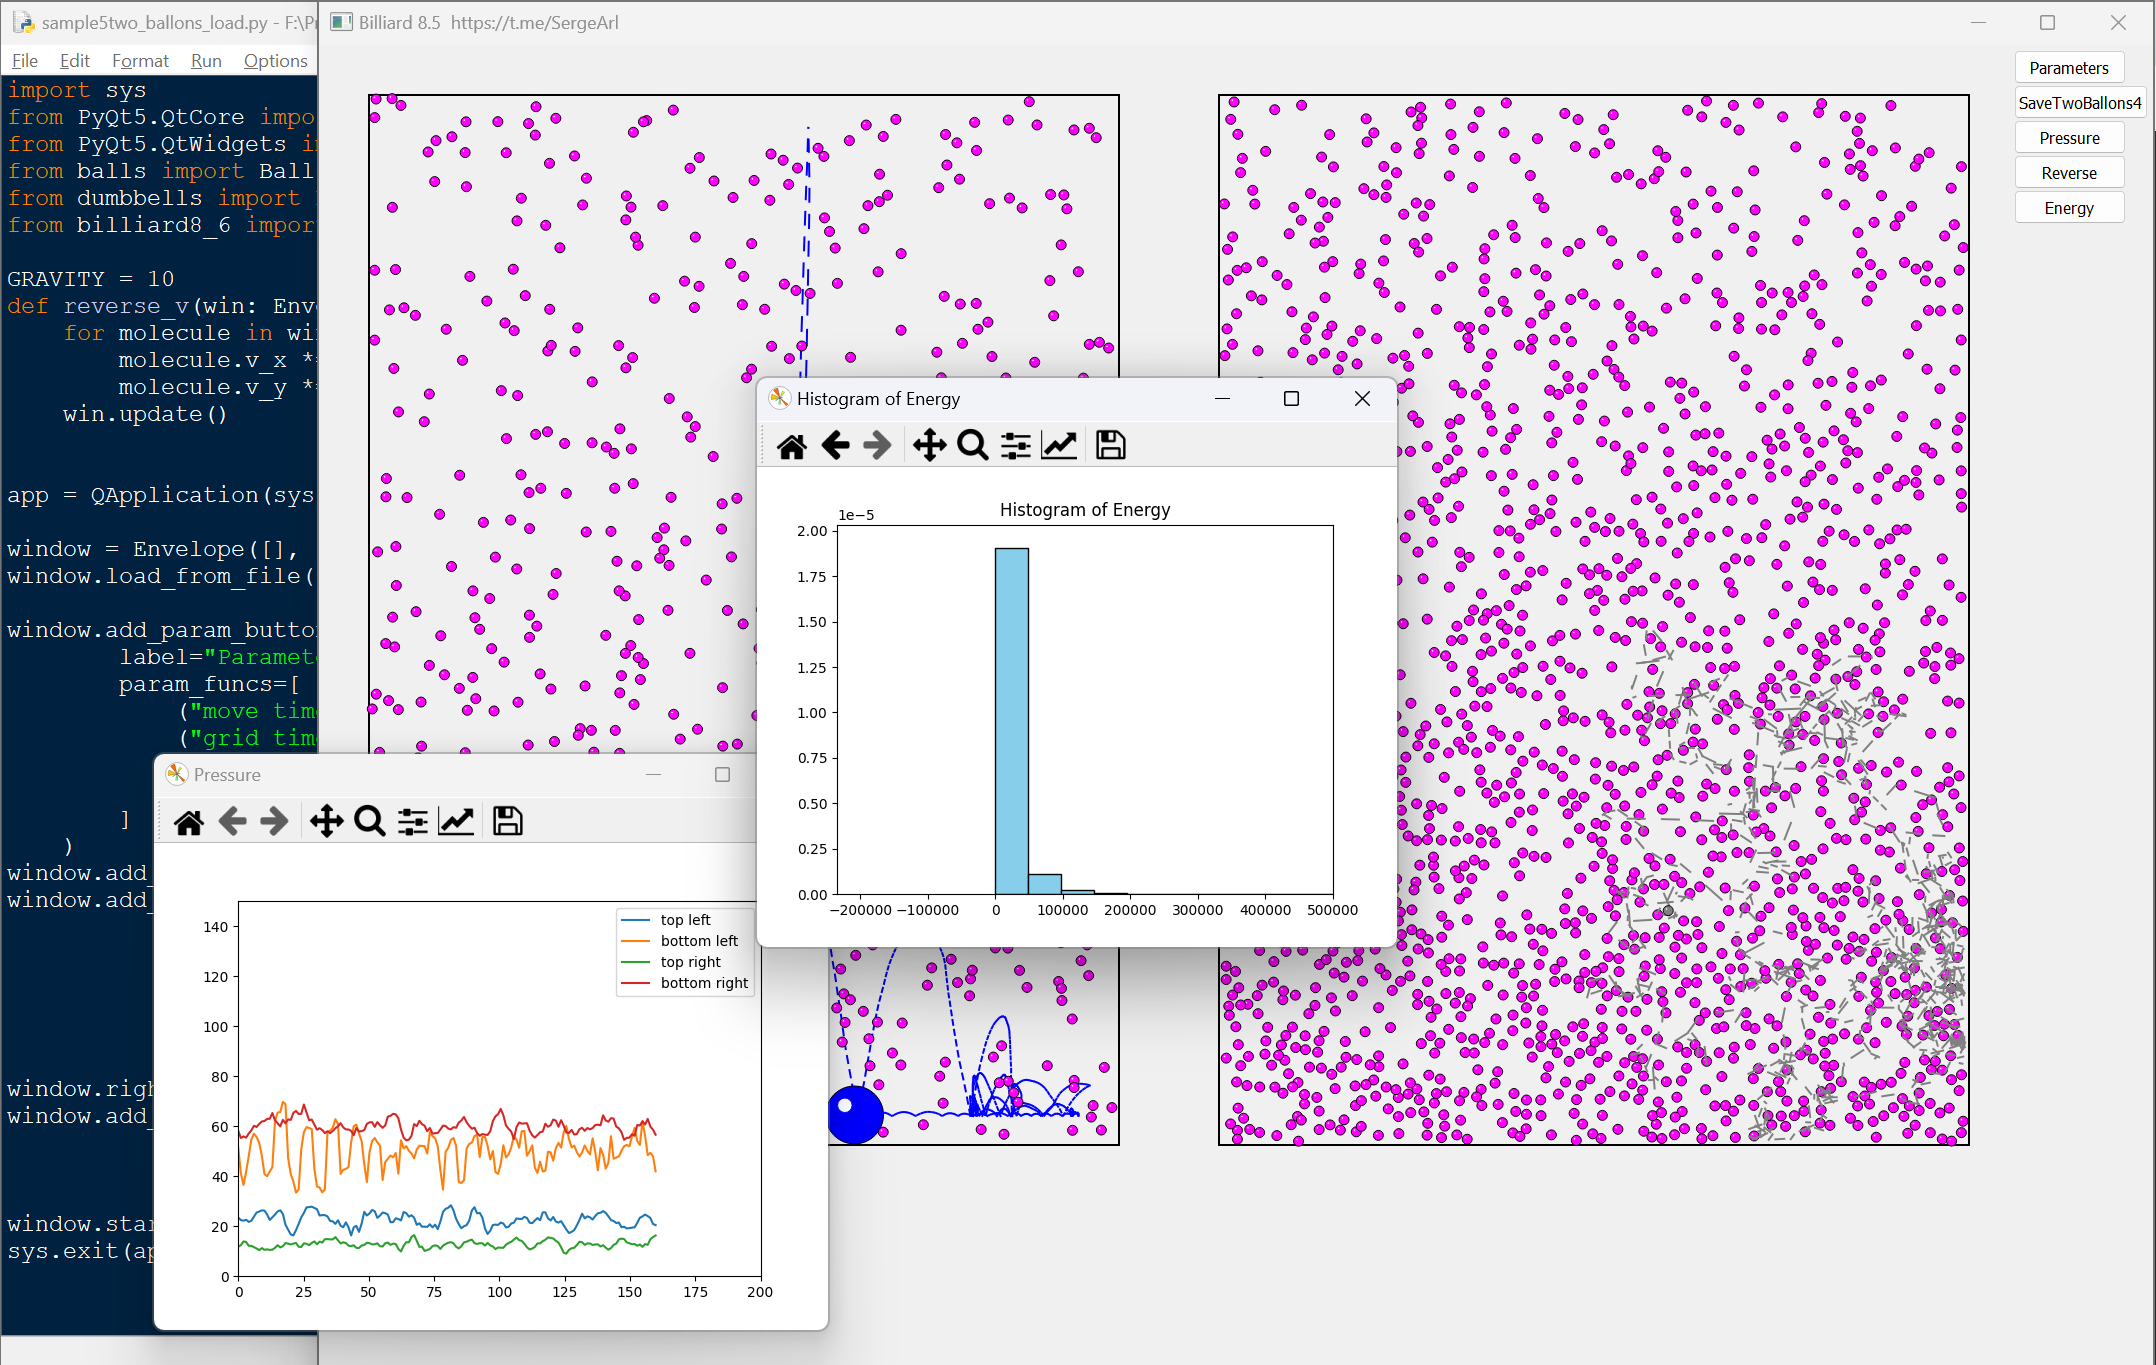 sample5two_ballons_load.py - F:\P
File Edit Format Run Options
import sys
from PyQt5.QtCore impo
from PyQt5.QtWidgets i
from balls import Ball
from dumbbells import
from billiard8_6 impor
GRAVITY = 10
def reverse_v(win: Enve
for molecule in wi
molecule.v_x *
molecule.v_y *
win.update()
app = QApplication(sys
window = Envelope([],
window.load_from_file(
window.add_param_butto
label="Paramet
param_funcs=[
("move tim
("grid tim
]
)
window.add_
window.add_
window.righ
window.add_
window.star
sys.exit(ap
Billiard 8.5 https://t.me/SergeArl
Parameters
SaveTwoBallons4
Pressure
Reverse
Energy
Histogram of Energy
Histogram of Energy
1e−5
2.00
1.75
1.50
1.25
1.00
0.75
0.50
0.25
0.00
−200000 −100000 0 100000 200000 300000 400000 500000
Pressure
top left
bottom left
top right
bottom right
140
120
100
80
60
40
20
0
0 25 50 75 100 125 150 175 200